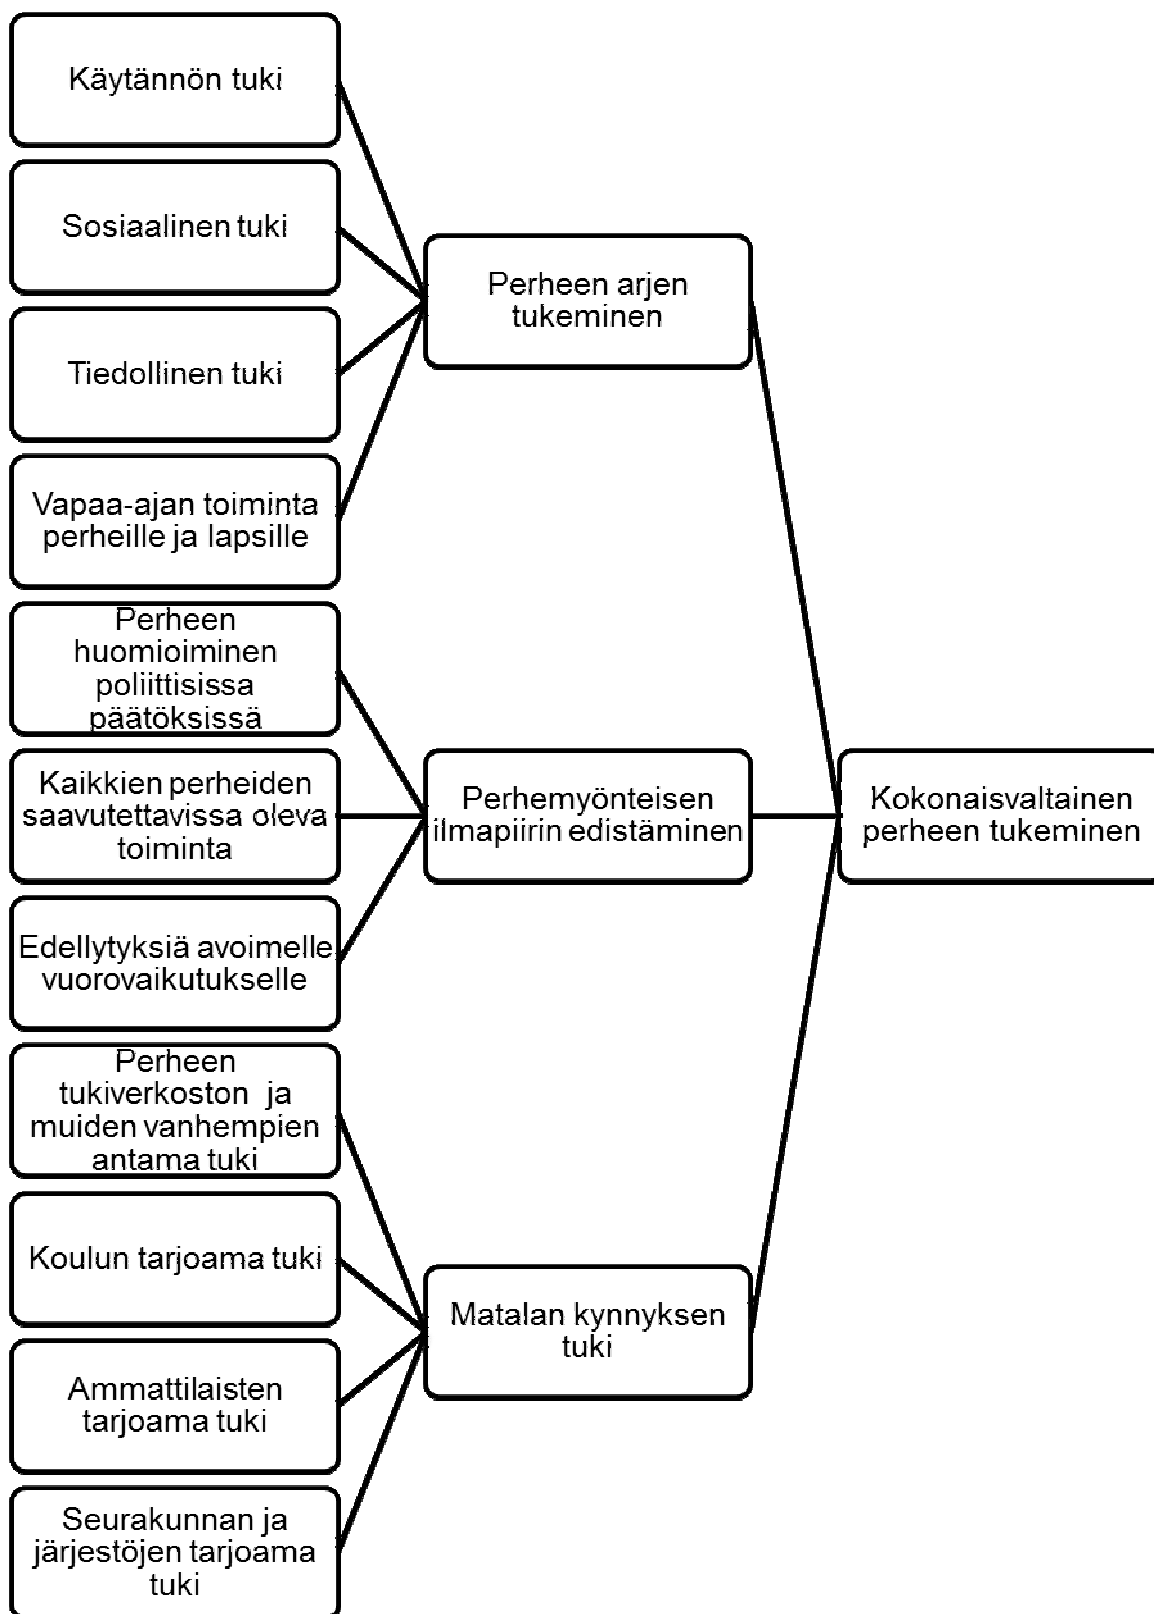 Käytännön tuki
Sosiaalinen tuki
Tiedollinen tuki
Vapaa-ajan toiminta
perheille ja lapsille
Perheen
huomioiminen
poliittisissa
päätöksissä
Kaikkien perheiden
saavutettavissa oleva
toiminta
Edellytyksiä avoimelle
vuorovaikutukselle
Perheen
tukiverkoston ja
muiden vanhempien
antama tuki
Koulun tarjoama tuki
Ammattilaisten
tarjoama tuki
Seurakunnan ja
järjestöjen tarjoama
tuki
Perheen arjen
tukeminen
Perhemyönteisen
ilmapiirin edistäminen
Matalan kynnyksen
tuki
Kokonaisvaltainen
perheen tukeminen